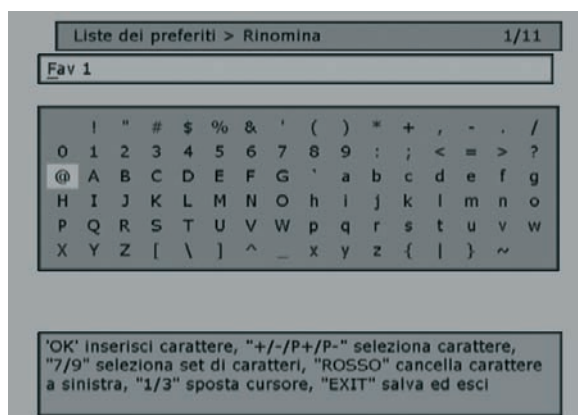 Liste dei preferiti > Rinomina 1/11
Fav 1
! " # $ % & ' ( ) * + , - . /
0 1 2 3 4 5 6 7 8 9 : ; < = > ?
@ A B C D E F G ` a b c d e f g
H I J K L M N O h i j k l m n o
P Q R S T U V W p q r s t u v w
X Y Z [ \ ] ^ _ x y z { | } ~
'OK' inserisci carattere, "+/-/P+/P-" seleziona carattere,
"7/9" seleziona set di caratteri, "ROSSO" cancella carattere
a sinistra, "1/3" sposta cursore, "EXIT" salva ed esci